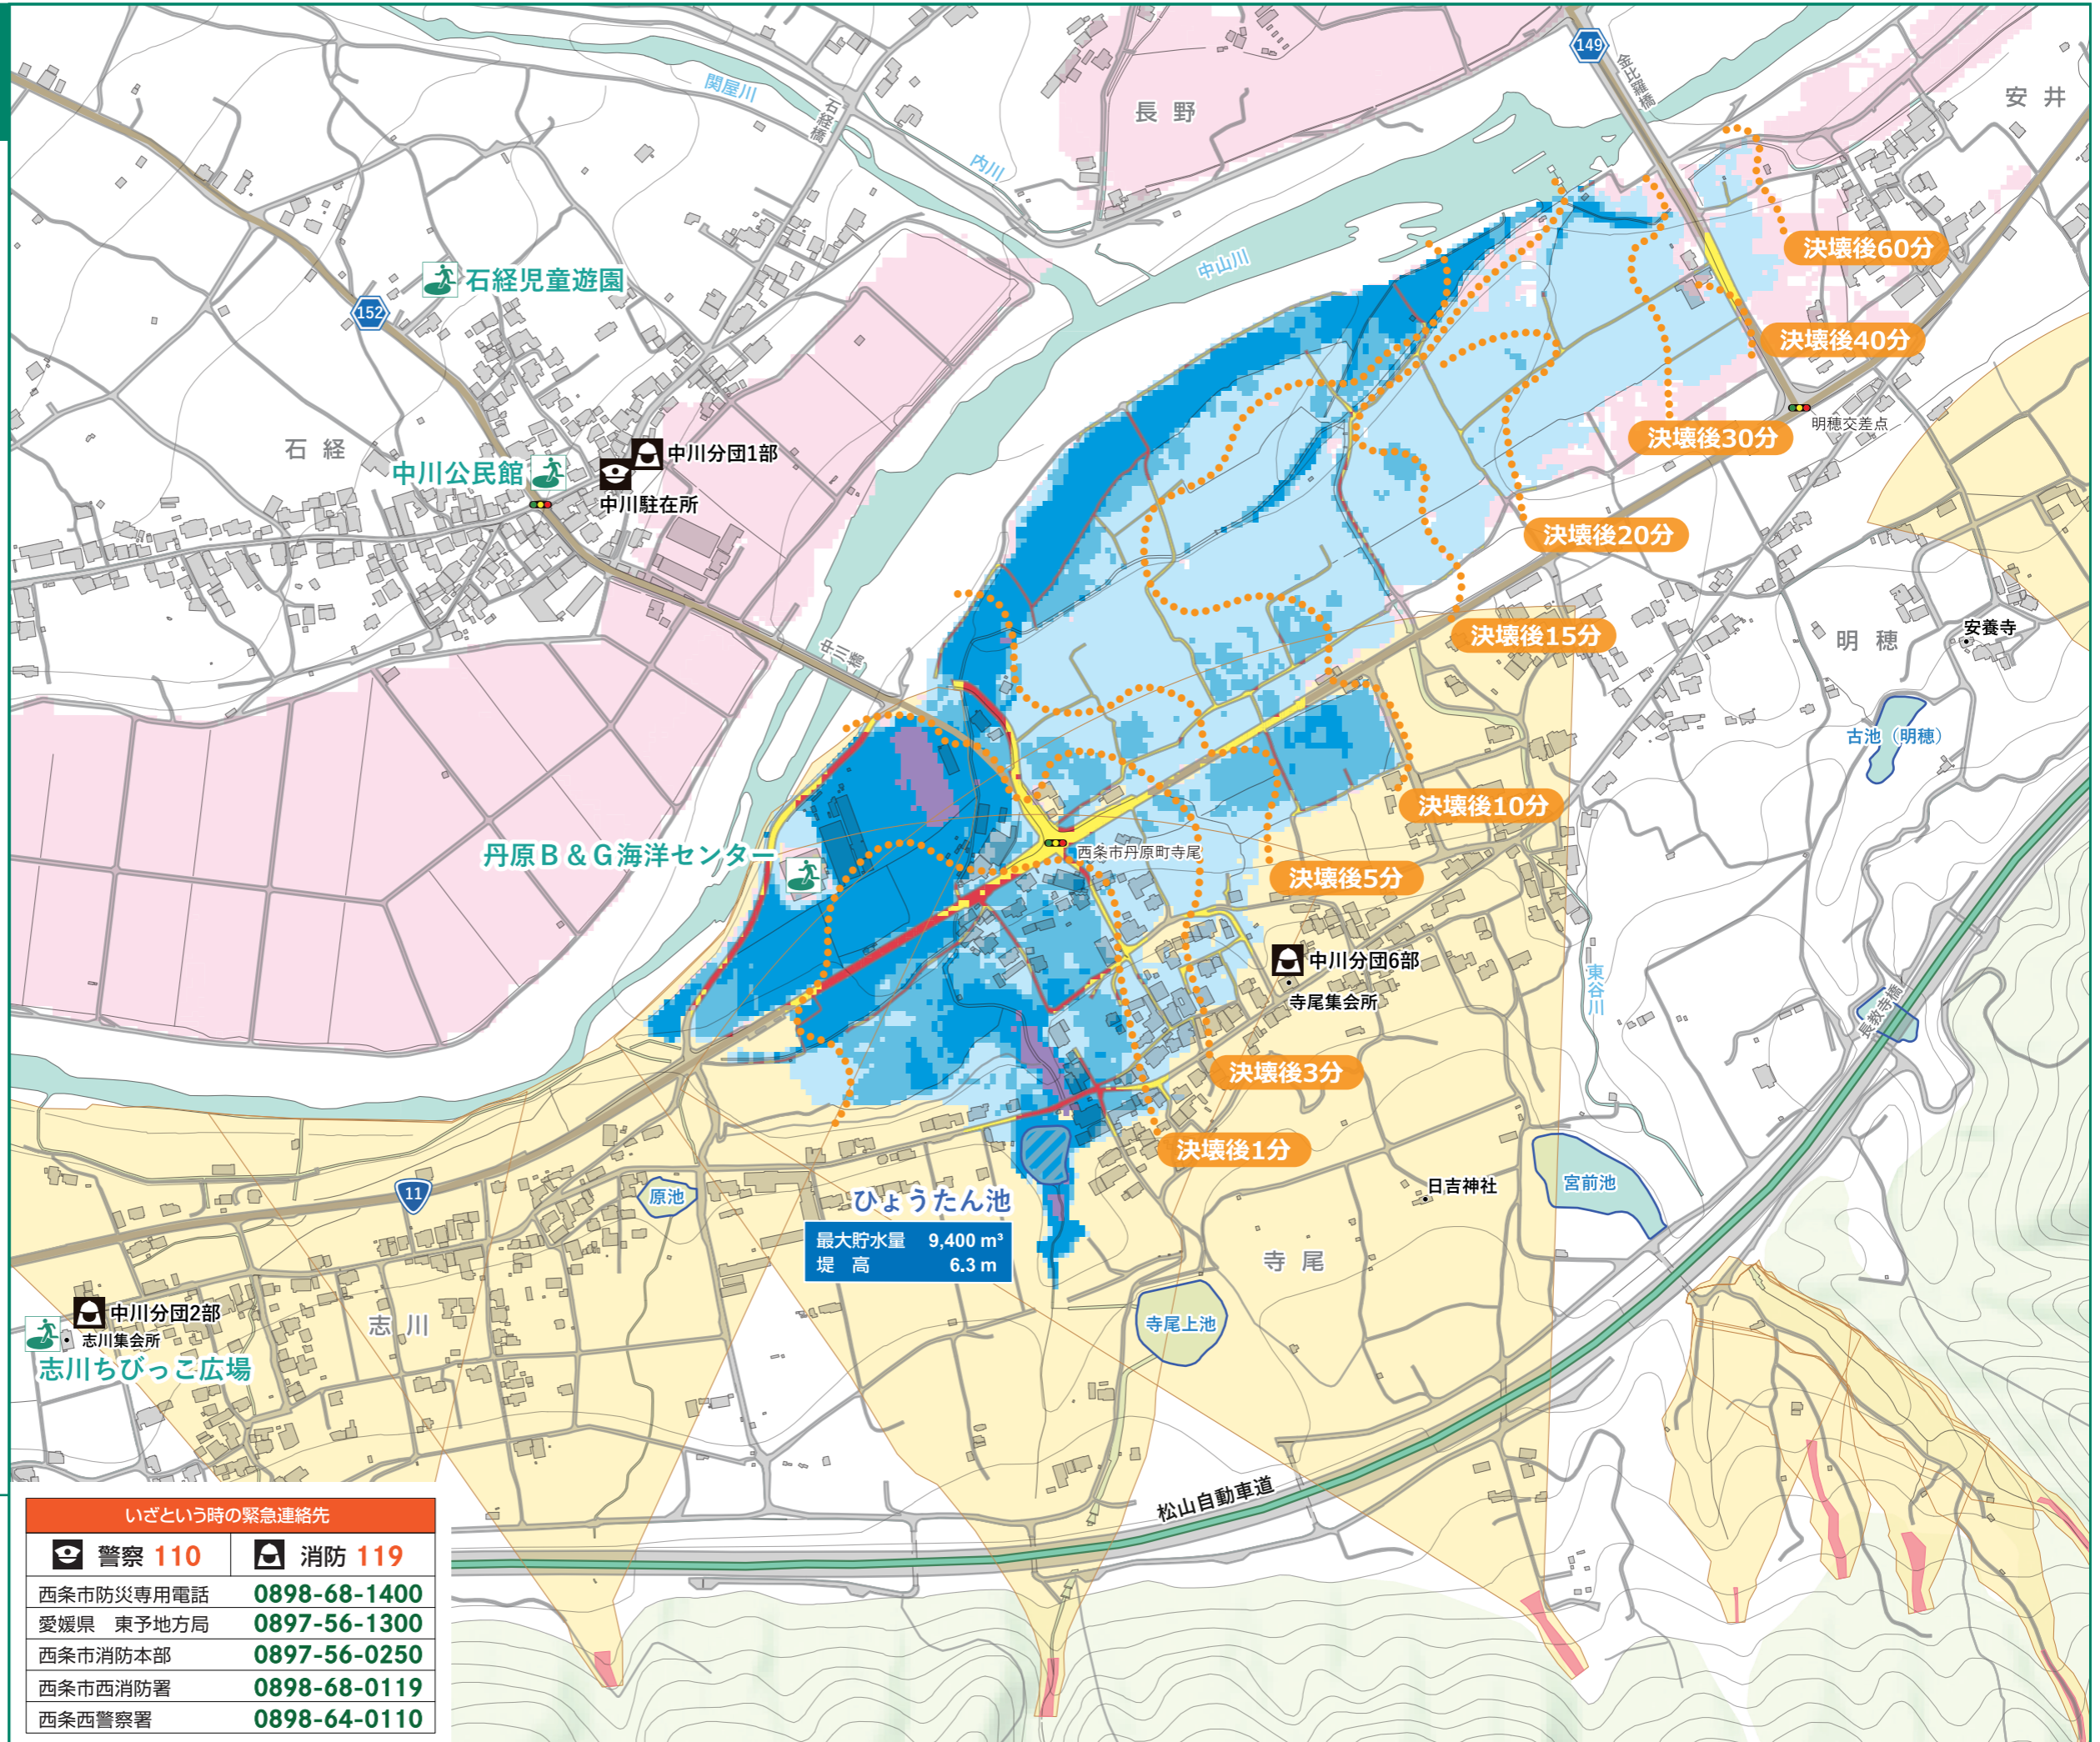 149
金比羅橋
安井
関屋川
石経橋
長野
内川
中山川
決壊後60分
石経児童遊園
152
決壊後40分
明穂交差点
決壊後30分
石経
中川分団1部
中川公民館
中川駐在所
決壊後20分
決壊後15分
安養寺
明穂
中川橋
古池（明穂）
決壊後10分
丹原B＆G海洋センター
西条市丹原町寺尾
決壊後5分
中川分団6部
寺尾集会所
東谷川
長教寺橋
決壊後3分
決壊後1分
原池
11
ひょうたん池
最大貯水量 9,400 m³
堤 高 6.3 m
日吉神社
宮前池
寺尾
中川分団2部
志川集会所
志川ちびっこ広場
志川
寺尾上池
松山自動車道
いざという時の緊急連絡先
警察 110 消防 119
西条市防災専用電話 0898-68-1400
愛媛県 東予地方局 0897-56-1300
西条市消防本部 0897-56-0250
西条市西消防署 0898-68-0119
西条西警察署 0898-64-0110